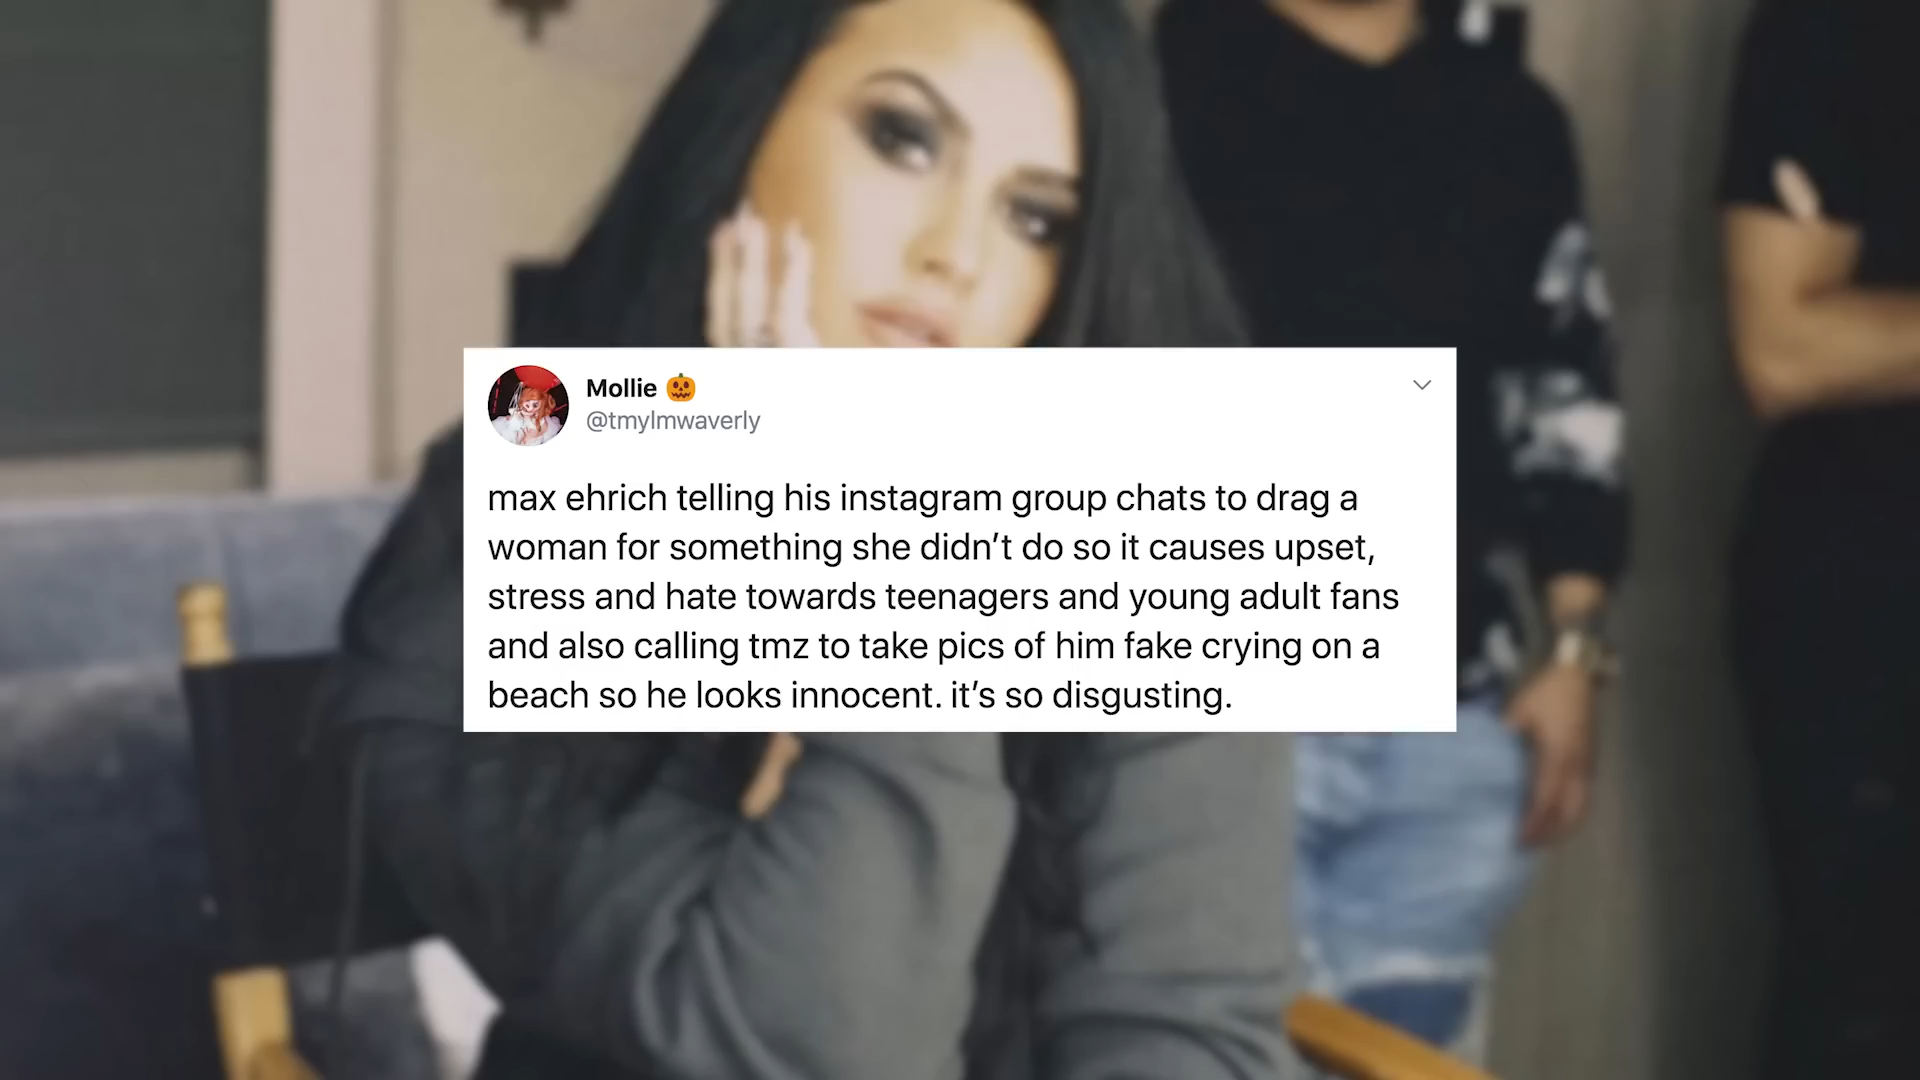 Mollie 🎃
@tmylmwaverly
max ehrich telling his instagram group chats to drag a
woman for something she didn’t do so it causes upset,
stress and hate towards teenagers and young adult fans
and also calling tmz to take pics of him fake crying on a
beach so he looks innocent. it’s so disgusting.